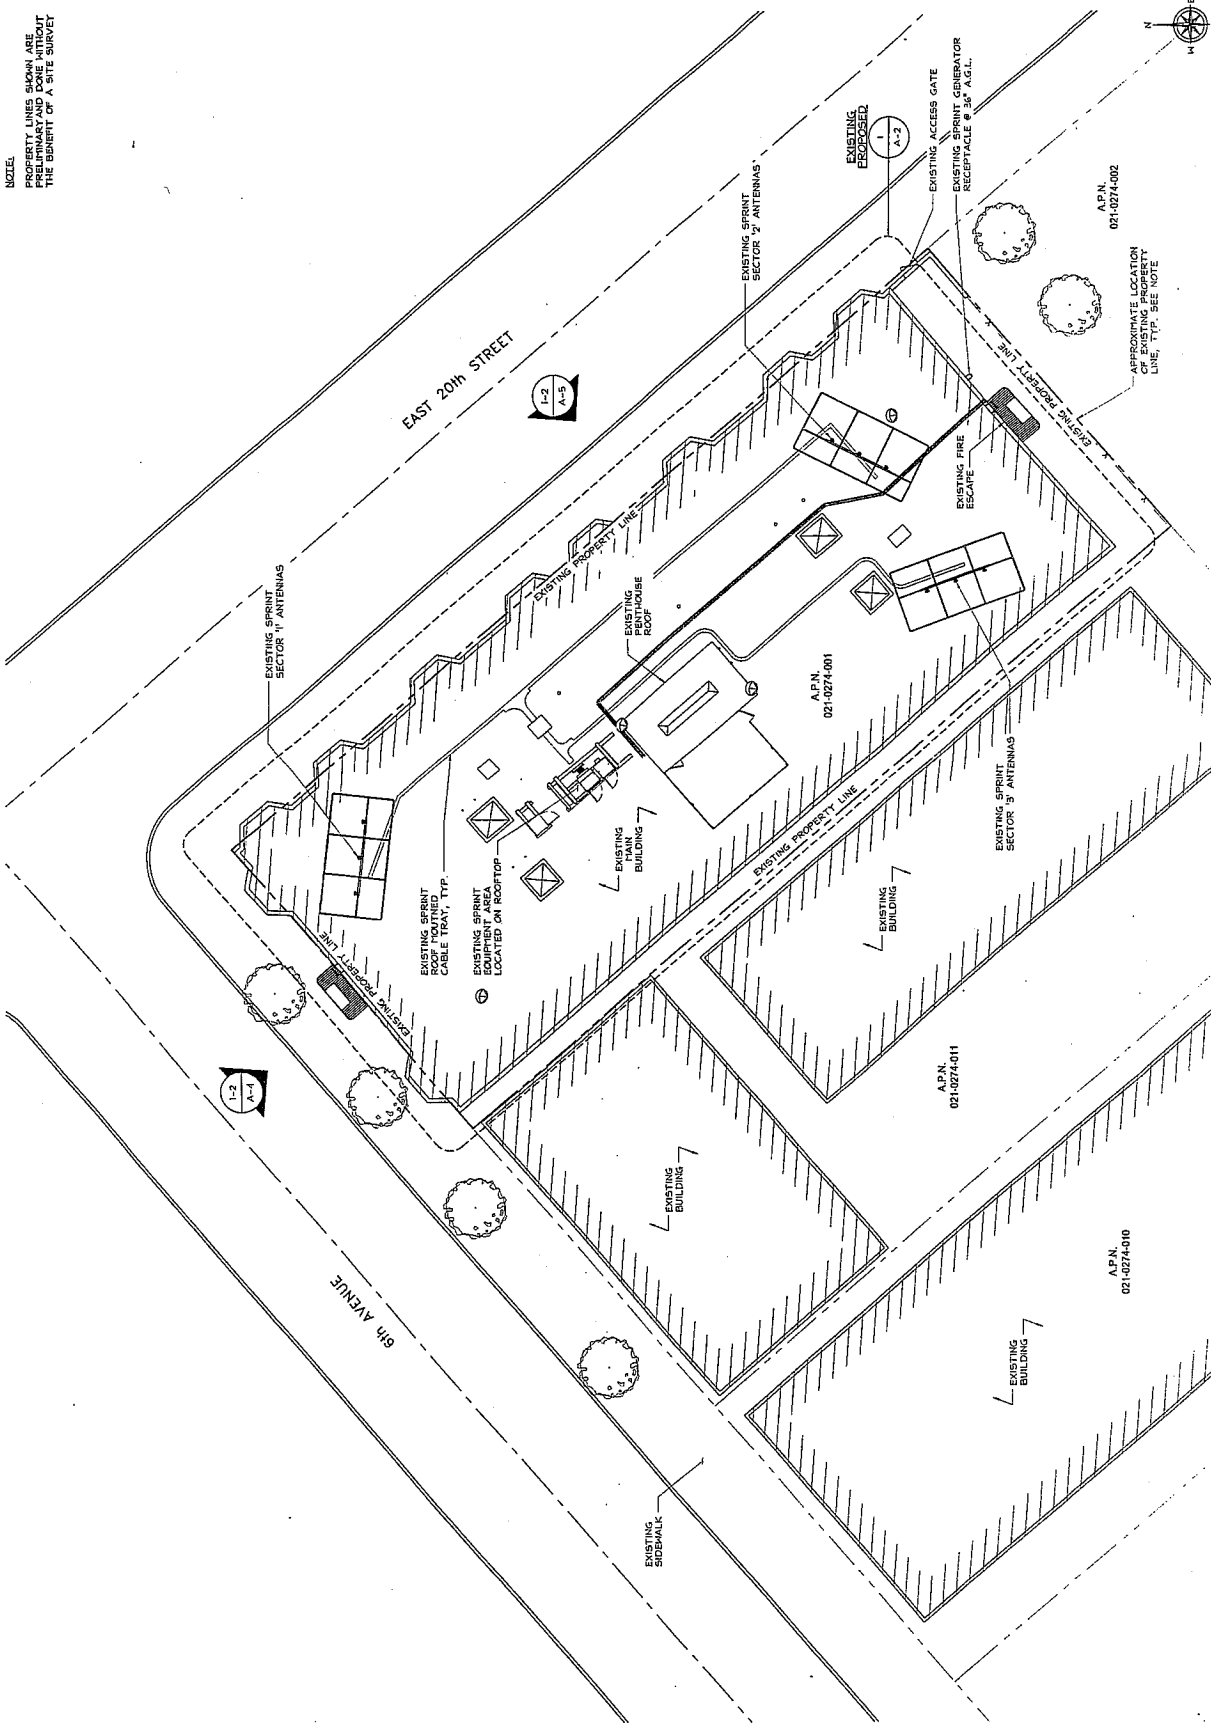 NOTE:
PROPERTY LINES SHOWN ARE
PRELIMINARY AND DONE WITHOUT
THE BENEFIT OF A SITE SURVEY
N
E
W
EAST 20th STREET
1-2
A-5
EXISTING
PROPOSED
1
A-2
EXISTING ACCESS GATE
EXISTING SPRINT GENERATOR
RECEPTACLE @ 36" A.G.L.
A.P.N.
021-0274-002
APPROXIMATE LOCATION
OF EXISTING PROPERTY
LINE, TYP. SEE NOTE
EXISTING PROPERTY LINE
EXISTING SPRINT
SECTOR '2' ANTENNAS
EXISTING FIRE
ESCAPE
EXISTING PROPERTY LINE
EXISTING SPRINT
SECTOR '1' ANTENNAS
EXISTING
PENTHOUSE
ROOF
A.P.N.
021-0274-001
EXISTING SPRINT
SECTOR '3' ANTENNAS
EXISTING PROPERTY LINE
EXISTING
MAIN
BUILDING
EXISTING SPRINT
ROOF MOUTNED
CABLE TRAY, TYP.
EXISTING SPRINT
EQUIPMENT AREA
LOCATED ON ROOFTOP
EXISTING PROPERTY LINE
1-2
A-4
EXISTING
BUILDING
A.P.N.
021-0274-011
EXISTING
BUILDING
A.P.N.
021-0274-010
EXISTING
BUILDING
6th AVENUE
EXISTING
SIDEWALK